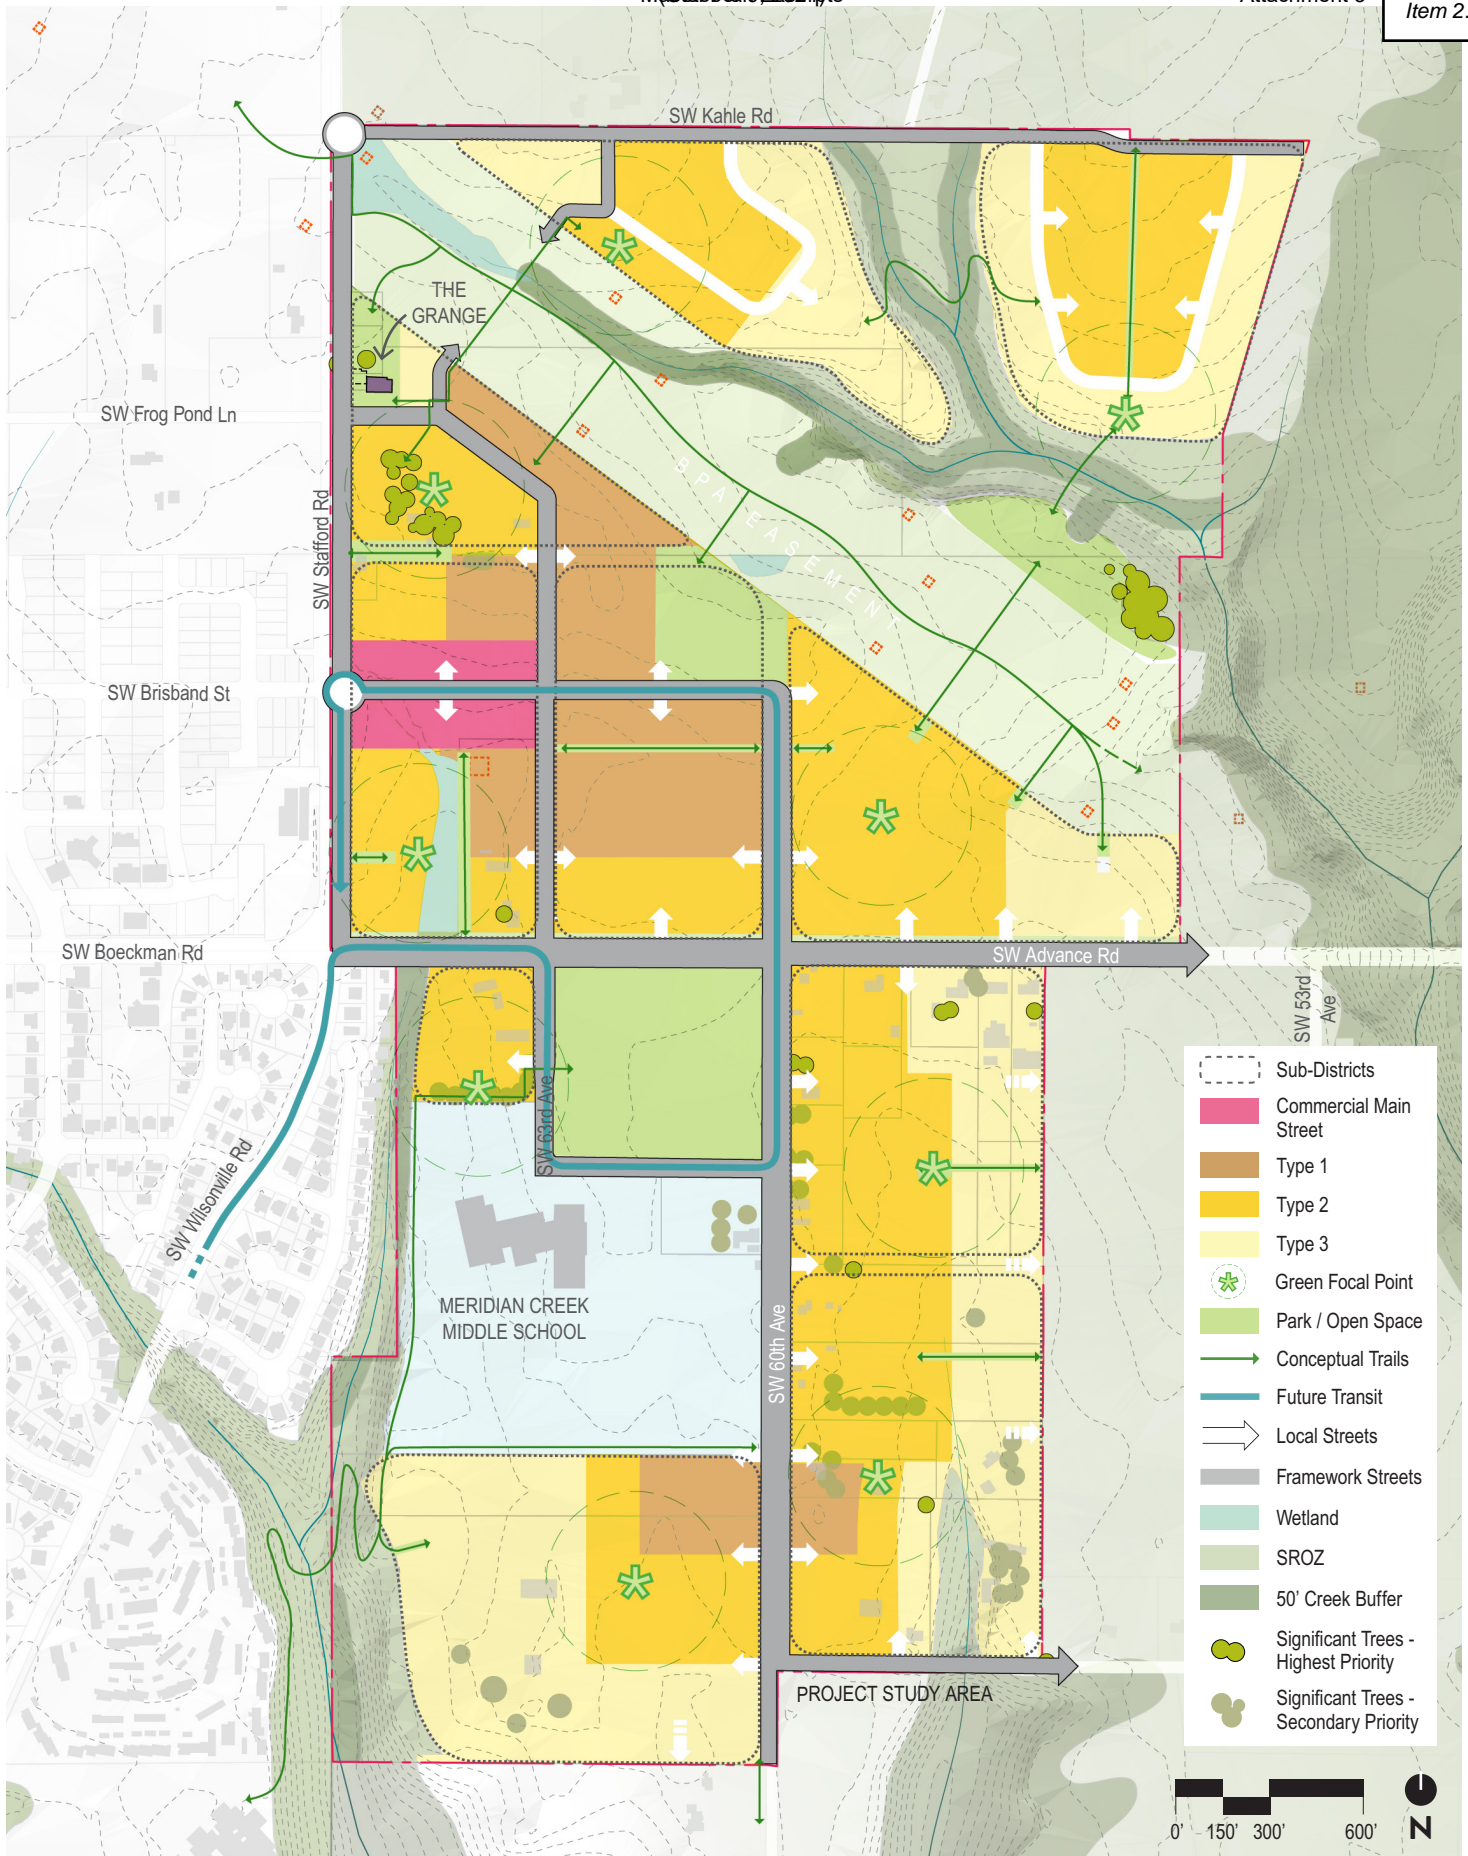 Attachment 6
Item 2.
SW Kahle Rd
THE
GRANGE
SW Frog Pond Ln
SW Stafford Rd
BPA EASEMENT
SW Brisband St
SW Boeckman Rd
SW Advance Rd
SW 53rd
Ave
SW 63rd Ave
SW Wilsonville Rd
MERIDIAN CREEK
MIDDLE SCHOOL
SW 60th Ave
PROJECT STUDY AREA
Sub-Districts
Commercial Main
Street
Type 1
Type 2
Type 3
Green Focal Point
Park / Open Space
Conceptual Trails
Future Transit
Local Streets
Framework Streets
Wetland
SROZ
50' Creek Buffer
Significant Trees -
Highest Priority
Significant Trees -
Secondary Priority
0' 150' 300' 600'
N